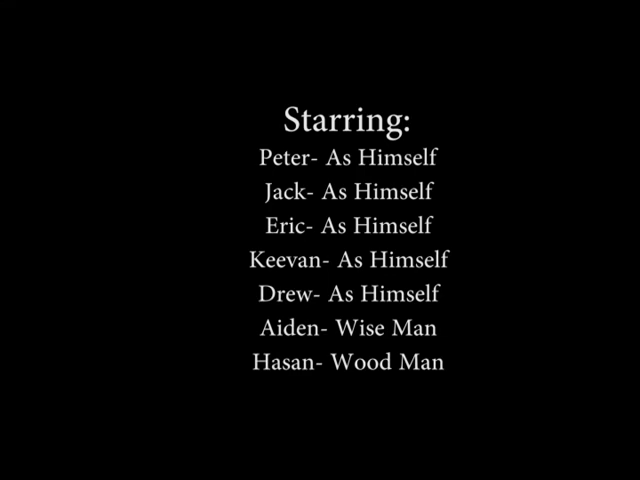 Starring:
Peter- As Himself
Jack- As Himself
Eric- As Himself
Keevan- As Himself
Drew- As Himself
Aiden- Wise Man
Hasan- Wood Man